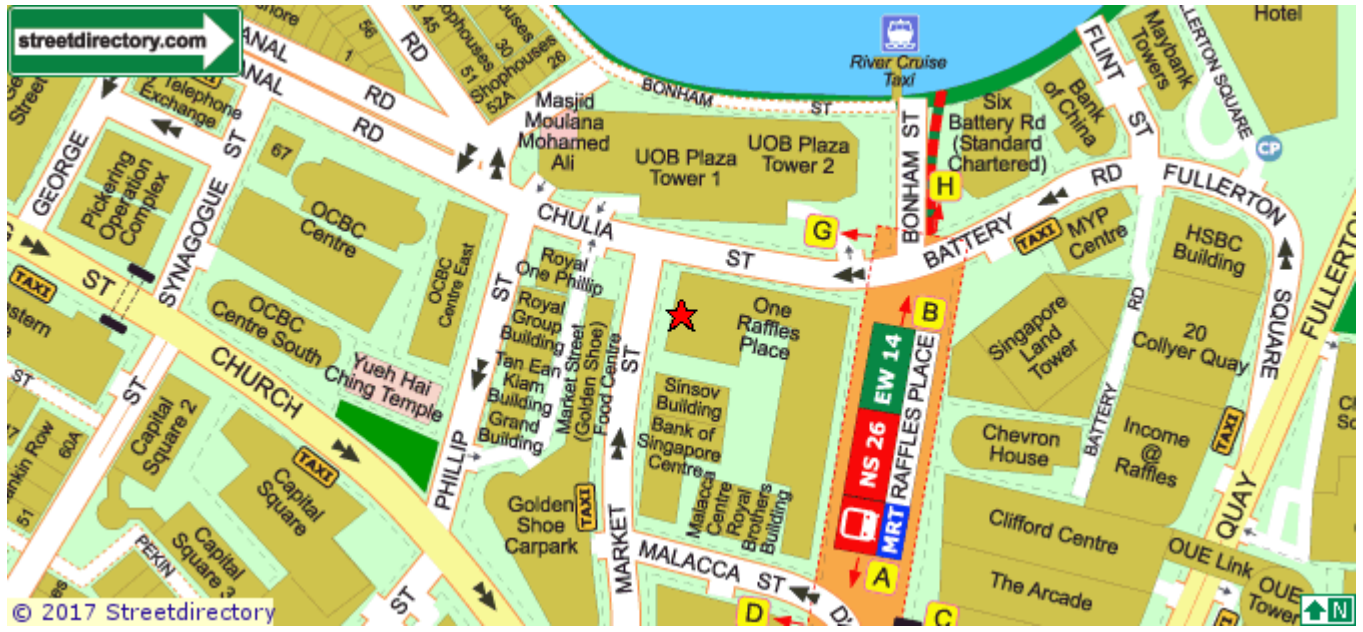 streetdirectory.com
CANAL
RD
CANAL
RD
RD
56
1
45
30
51
Shophouses
26
52A
Telephone
Exchange
TAXI
GEORGE
ST
Pickering
Operation
Complex
SYNAGOGUE
ST
67
OCBC
Centre
OCBC
Centre East
OCBC
Centre South
Masjid
Moulana
Mohamed
Ali
BONHAM
ST
River Cruise
Taxi
UOB Plaza
Tower 1
UOB Plaza
Tower 2
BONHAM ST
Six
Battery Rd
(Standard
Chartered)
Bank
of China
FLINT
ST
Maybank
Towers
FULLERTON SQUARE
Hotel
CP
H
G
CHULIA
ST
BATTERY
RD
FULLERTON
SQUARE
TAXI
MYP
Centre
HSBC
Building
FULLERTON
QUAY
Royal
One Phillip
Royal
Group
Building
Tan Ean
Kiam
Building
Grand
Building
Market Street
(Golden Shoe)
Food Centre
PHILLIP
ST
Yueh Hai
Ching Temple
CHURCH
ST
TAXI
TAXI
One
Raffles
Place
Sinsov
Building
Bank of
Singapore
Centre
Malacca
Centre
Royal
Brothers
Building
MARKET
ST
TAXI
Golden
Shoe
Carpark
MALACCA
ST
B
EW 14
NS 26
MRT
RAFFLES PLACE
A
D
C
Singapore
Land
Tower
Chevron
House
BATTERY
RD
20
Collyer Quay
Income
@
Raffles
TAXI
Clifford Centre
The Arcade
OUE Link
OUE
Tower
Capital
Square 2
Capital
Square
Capital
Square 3
PEKIN
ST
ST
ST
60A
51
N
© 2017 Streetdirectory